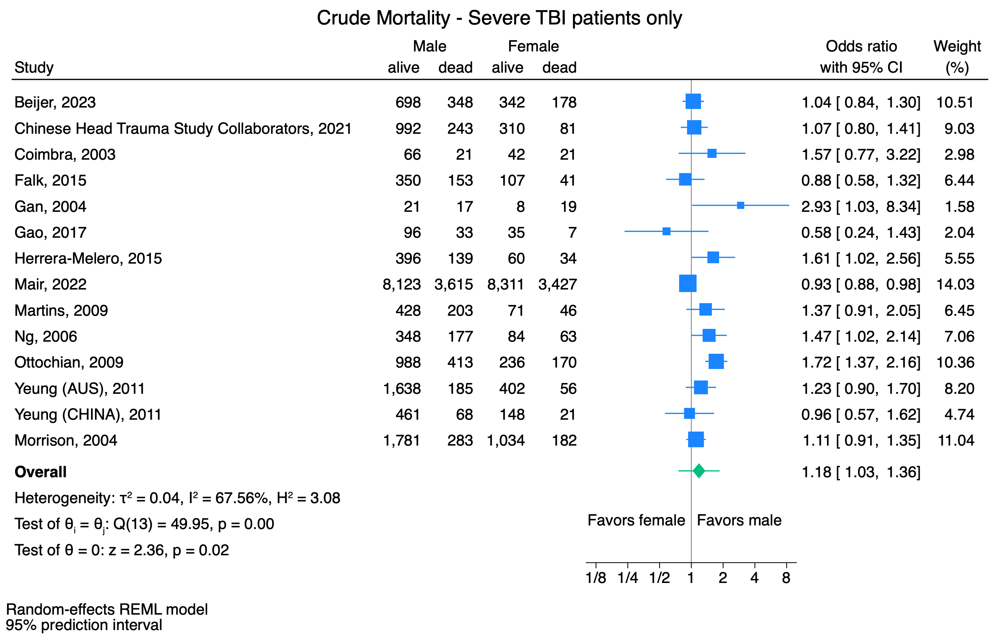 Crude Mortality - Severe TBI patients only
Male Female Odds ratio Weight
Study alive dead alive dead with 95% CI (%)
Beijer, 2023 698 348 342 178 1.04 [ 0.84, 1.30] 10.51
Chinese Head Trauma Study Collaborators, 2021 992 243 310 81 1.07 [ 0.80, 1.41] 9.03
Coimbra, 2003 66 21 42 21 1.57 [ 0.77, 3.22] 2.98
Falk, 2015 350 153 107 41 0.88 [ 0.58, 1.32] 6.44
Gan, 2004 21 17 8 19 2.93 [ 1.03, 8.34] 1.58
Gao, 2017 96 33 35 7 0.58 [ 0.24, 1.43] 2.04
Herrera-Melero, 2015 396 139 60 34 1.61 [ 1.02, 2.56] 5.55
Mair, 2022 8,123 3,615 8,311 3,427 0.93 [ 0.88, 0.98] 14.03
Martins, 2009 428 203 71 46 1.37 [ 0.91, 2.05] 6.45
Ng, 2006 348 177 84 63 1.47 [ 1.02, 2.14] 7.06
Ottochian, 2009 988 413 236 170 1.72 [ 1.37, 2.16] 10.36
Yeung (AUS), 2011 1,638 185 402 56 1.23 [ 0.90, 1.70] 8.20
Yeung (CHINA), 2011 461 68 148 21 0.96 [ 0.57, 1.62] 4.74
Morrison, 2004 1,781 283 1,034 182 1.11 [ 0.91, 1.35] 11.04
Overall 1.18 [ 1.03, 1.36]
Heterogeneity: τ² = 0.04, I² = 67.56%, H² = 3.08
Favors female Favors male
Test of θᵢ = θⱼ: Q(13) = 49.95, p = 0.00
Test of θ = 0: z = 2.36, p = 0.02
1/8 1/4 1/2 1 2 4 8
Random-effects REML model
95% prediction interval